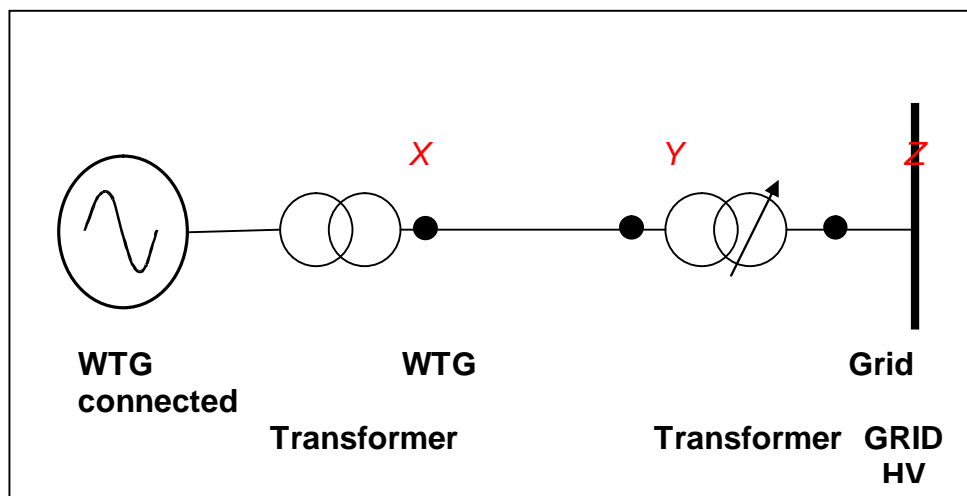 X Y Z
WTG WTG Grid
connected
Transformer Transformer GRID
HV